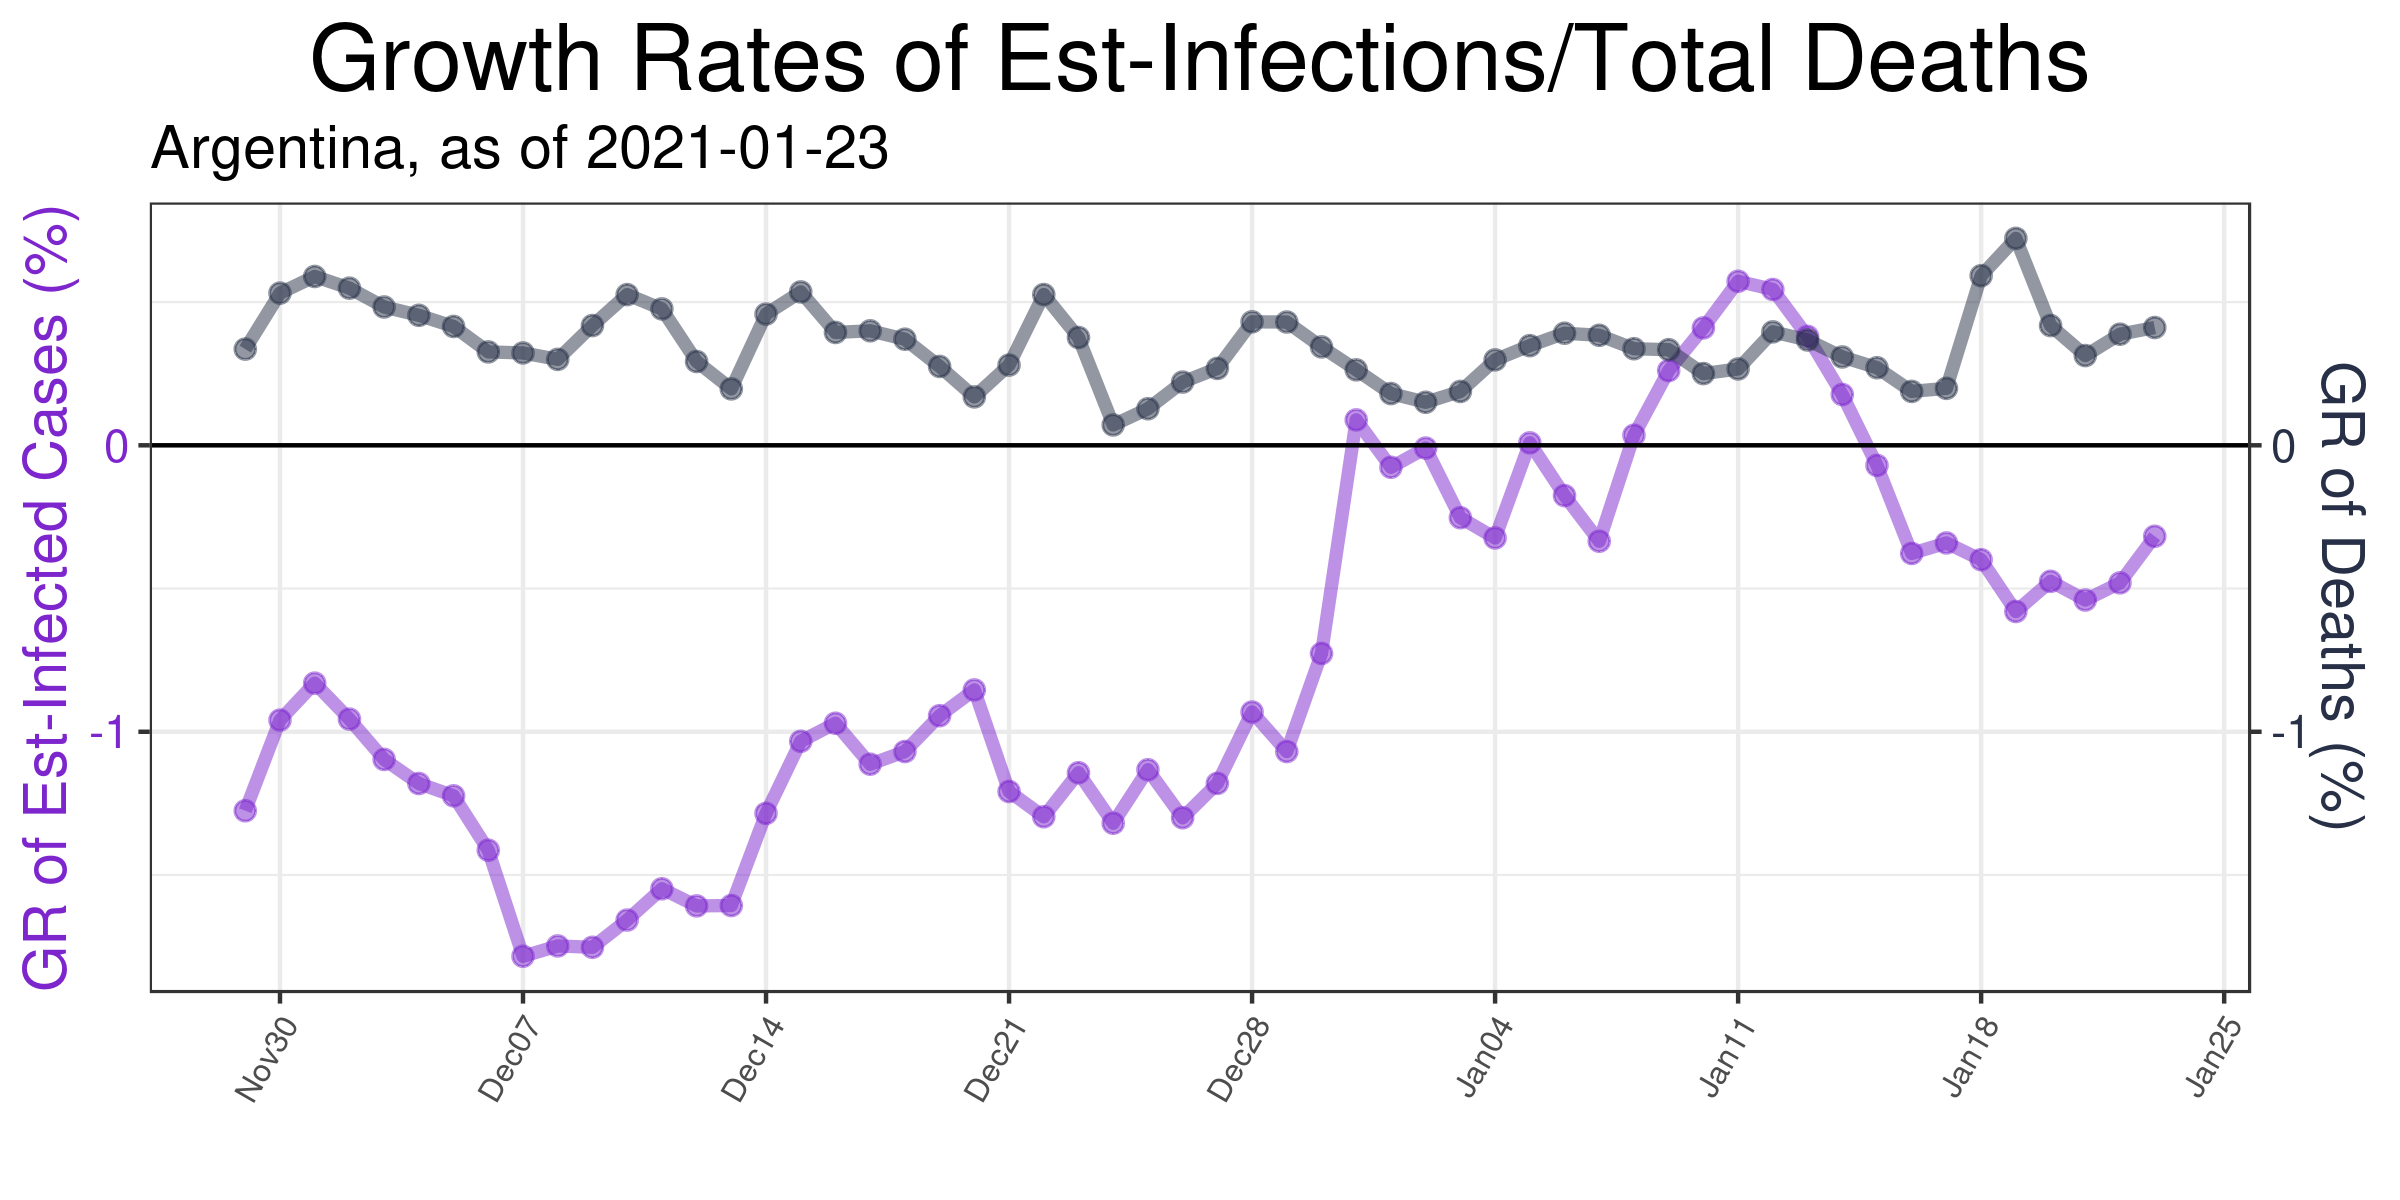 Growth Rates of Est-Infections/Total Deaths
Argentina, as of 2021-01-23
GR of Est-Infected Cases (%)
0
-1
0
-1
GR of Deaths (%)
Nov30
Dec07
Dec14
Dec21
Dec28
Jan04
Jan11
Jan18
Jan25